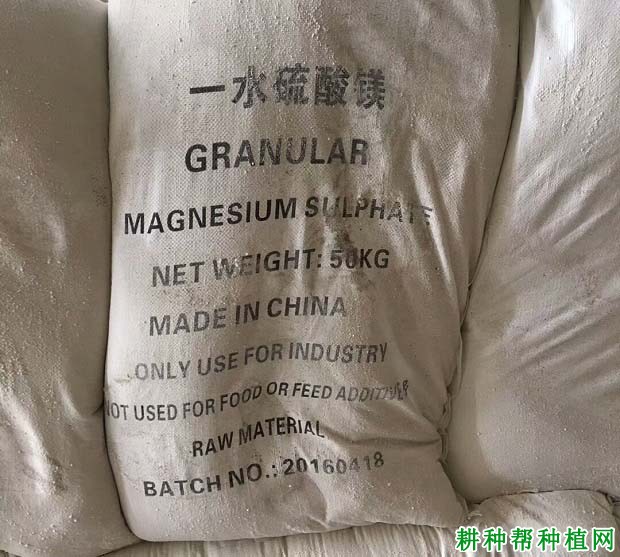 一水硫酸镁
GRANULAR
MAGNESIUM SULPHATE
NET WEIGHT: 50KG
MADE IN CHINA
ONLY USE FOR INDUSTRY
NOT USED FOR FOOD OR FEED ADDITIVES
RAW MATERIAL
BATCH NO.: 20160418
耕种帮种植网